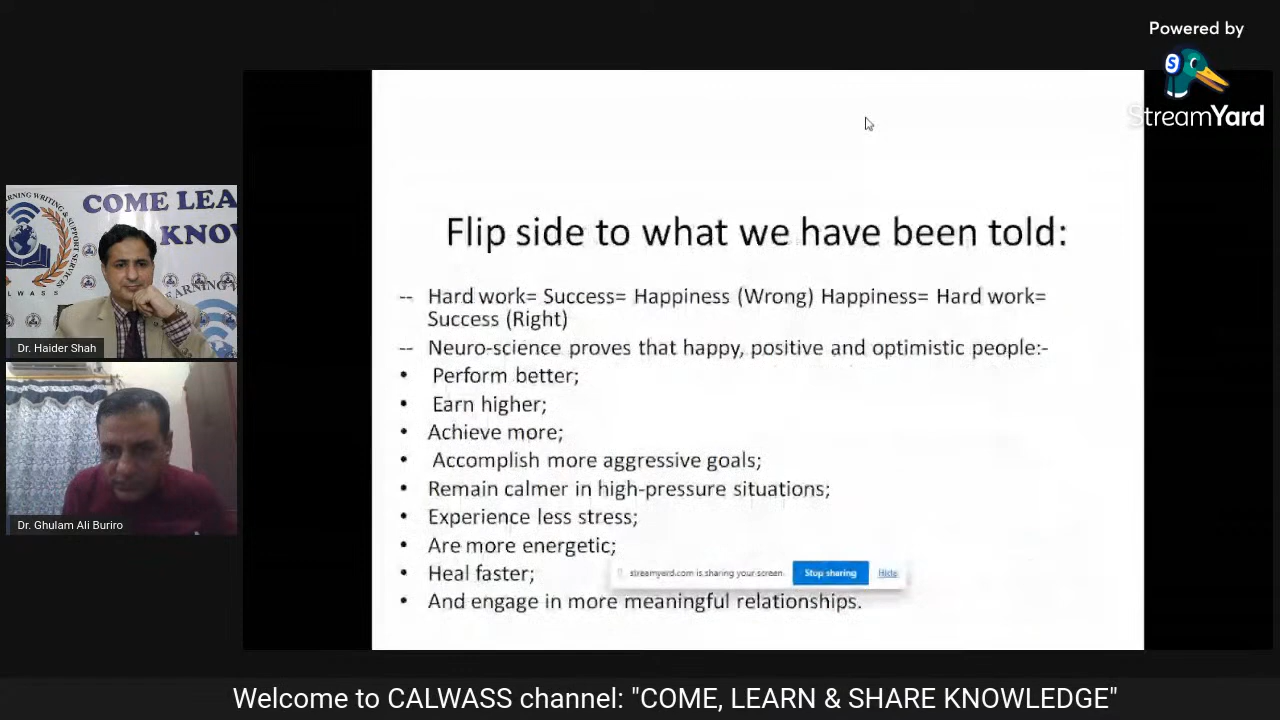 Powered by
StreamYard
COME LEA
KNOW
Dr. Haider Shah
Dr. Ghulam Ali Buriro
Flip side to what we have been told:
-- Hard work= Success= Happiness (Wrong) Happiness= Hard work=
Success (Right)
-- Neuro-science proves that happy, positive and optimistic people:-
• Perform better;
• Earn higher;
• Achieve more;
• Accomplish more aggressive goals;
• Remain calmer in high-pressure situations;
• Experience less stress;
• Are more energetic;
• Heal faster;
streamyard.com is sharing your screen. Stop sharing Hide
• And engage in more meaningful relationships.
Welcome to CALWASS channel: "COME, LEARN & SHARE KNOWLEDGE"